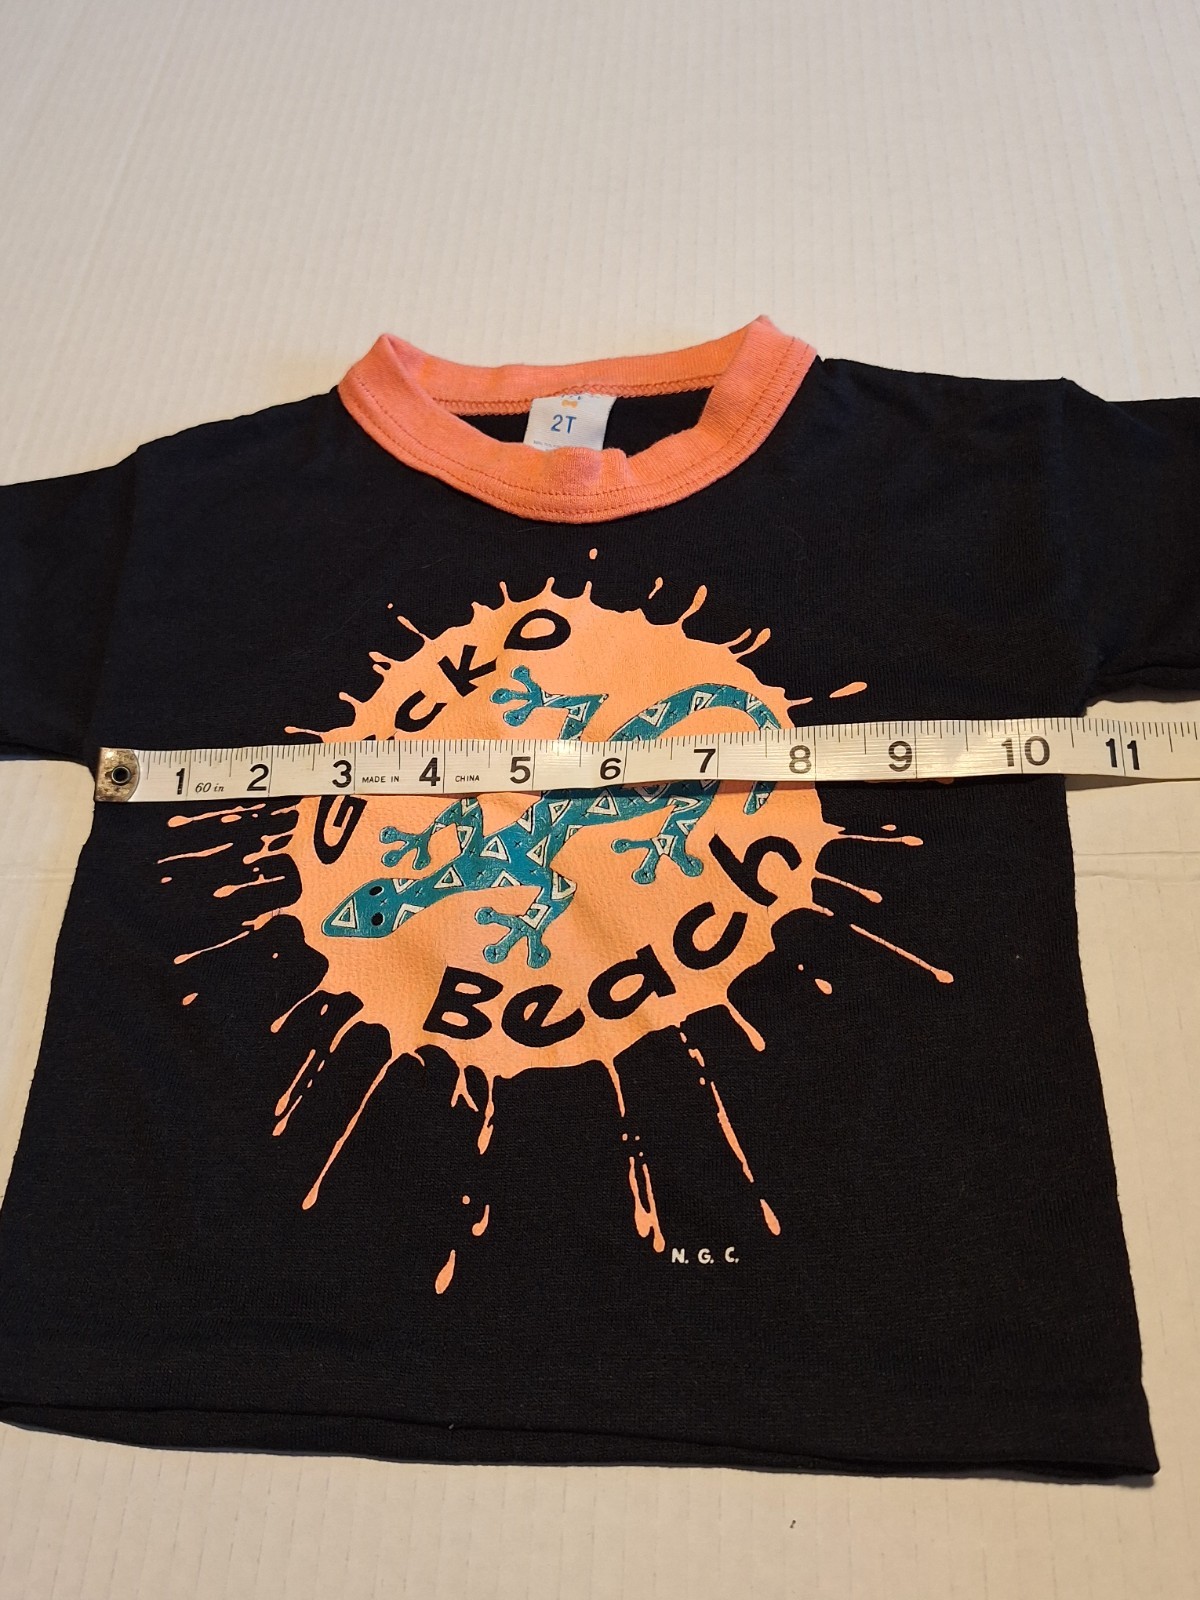 2T
Gecko
1 60 in 2 3 MADE IN 4 CHINA 5 6 7 8 9 10 11
Beach
N. G. C.